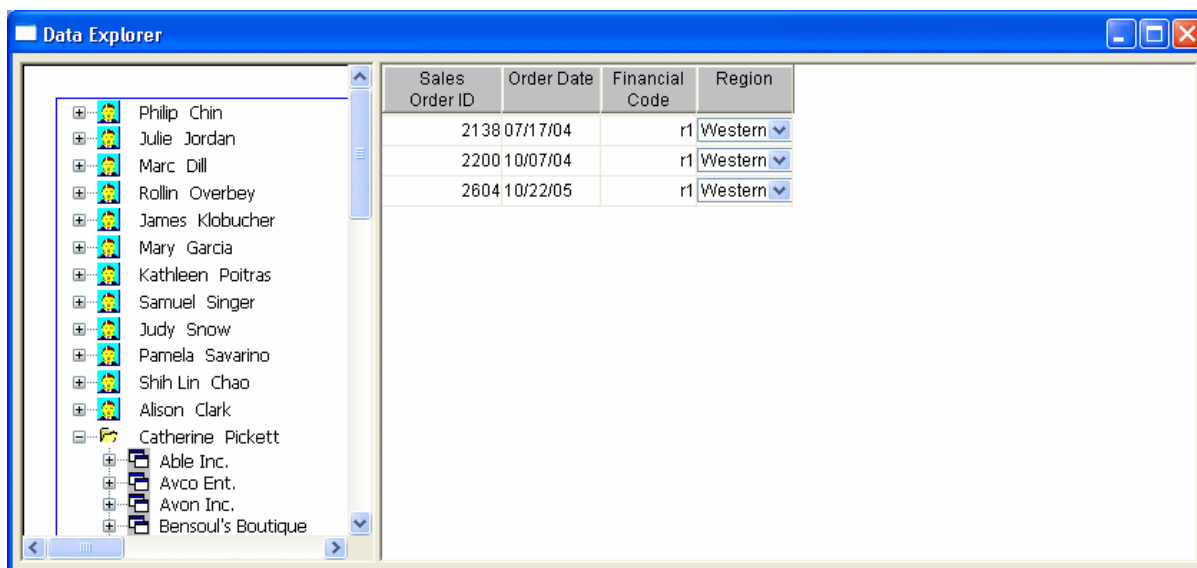 Data Explorer
Philip Chin
Julie Jordan
Marc Dill
Rollin Overbey
James Klobucher
Mary Garcia
Kathleen Poitras
Samuel Singer
Judy Snow
Pamela Savarino
Shih Lin Chao
Alison Clark
Catherine Pickett
Able Inc.
Avco Ent.
Avon Inc.
Bensoul's Boutique
Sales Order ID Order Date Financial Code Region
2138 07/17/04 r1 Western
2200 10/07/04 r1 Western
2604 10/22/05 r1 Western